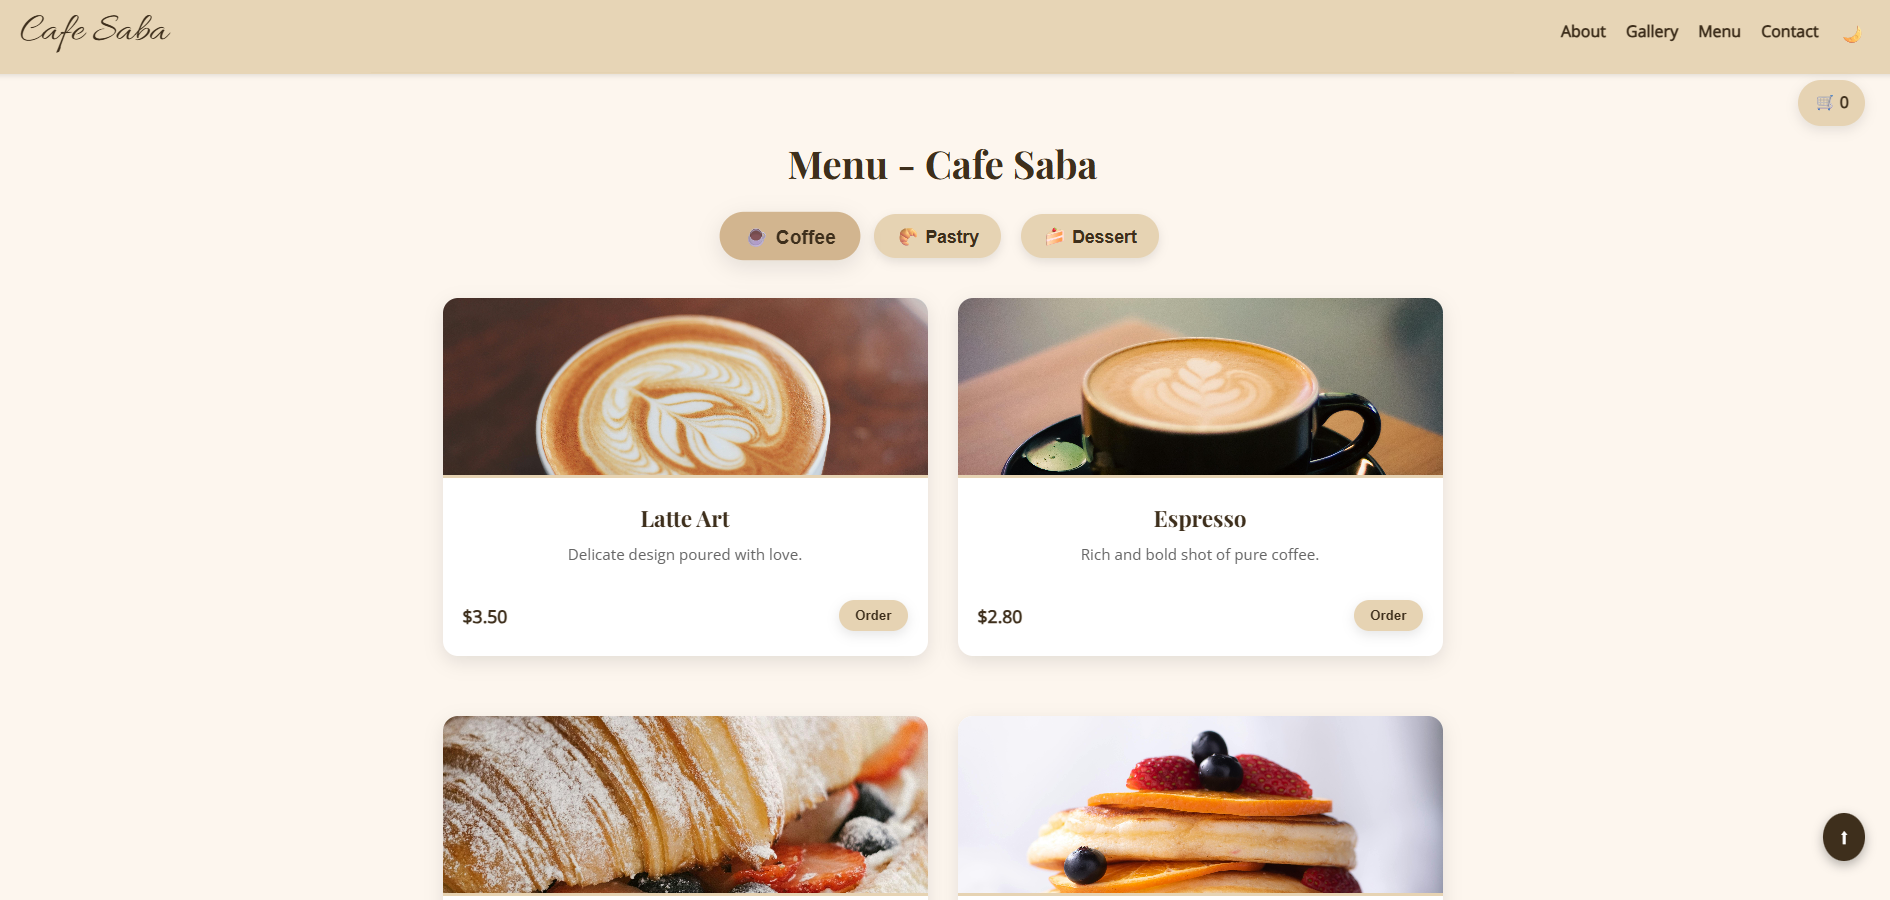 Cafe Saba
About Gallery Menu Contact
0
Menu - Cafe Saba
Coffee Pastry Dessert
Latte Art
Delicate design poured with love.
$3.50 Order
Espresso
Rich and bold shot of pure coffee.
$2.80 Order